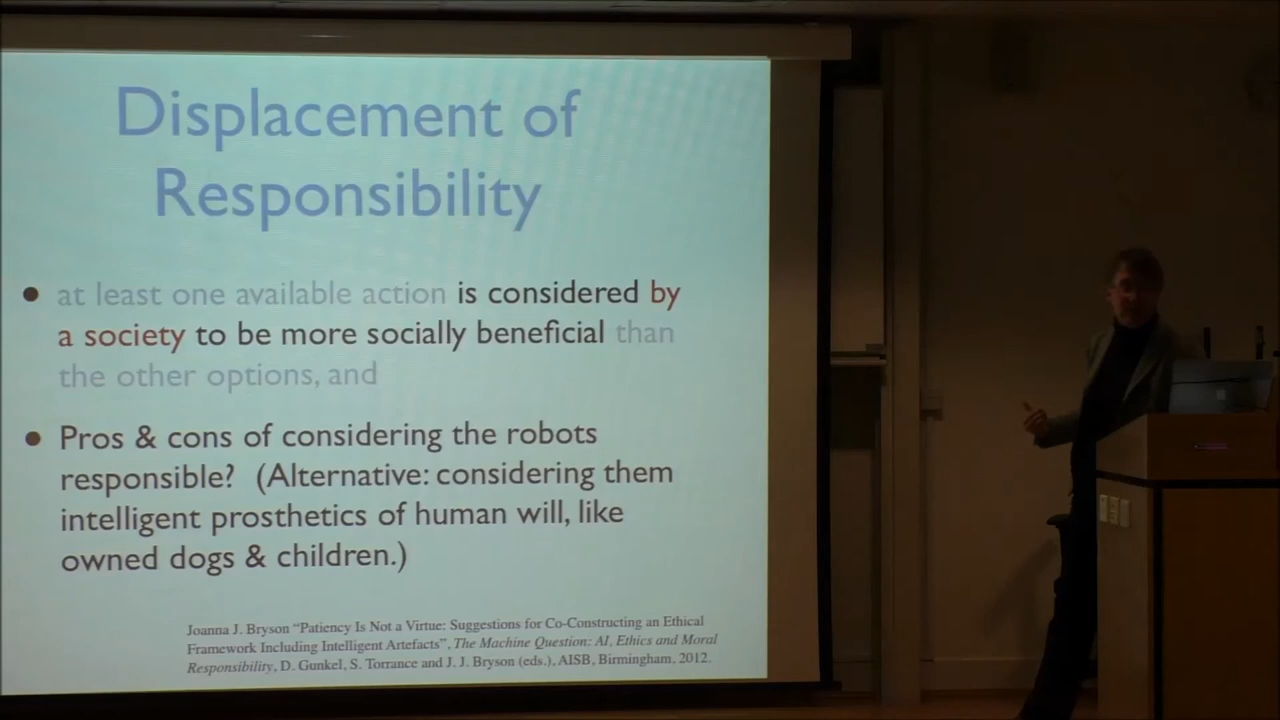 Displacement of
Responsibility
• at least one available action is considered by
a society to be more socially beneficial than
the other options, and
• Pros & cons of considering the robots
responsible? (Alternative: considering them
intelligent prosthetics of human will, like
owned dogs & children.)
Joanna J. Bryson “Patiency Is Not a Virtue: Suggestions for Co-Constructing an Ethical
Framework Including Intelligent Artefacts”, The Machine Question: AI, Ethics and Moral
Responsibility, D. Gunkel, S. Torrance and J. J. Bryson (eds.), AISB, Birmingham, 2012.